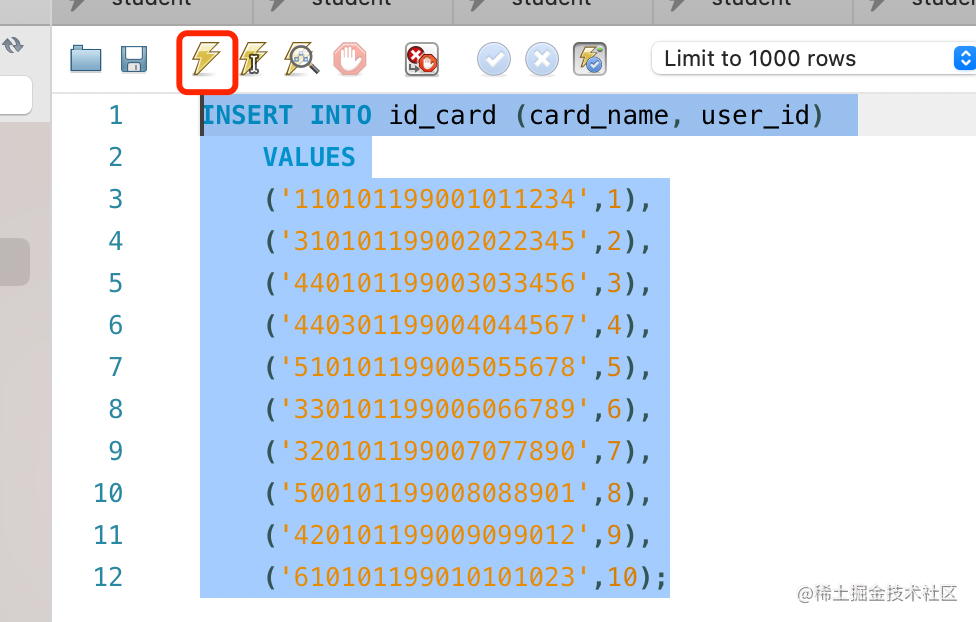 student student student student student
Limit to 1000 rows
1 INSERT INTO id_card (card_name, user_id)
2 VALUES
3 ('110101199001011234',1),
4 ('310101199002022345',2),
5 ('440101199003033456',3),
6 ('440301199004044567',4),
7 ('510101199005055678',5),
8 ('330101199006066789',6),
9 ('320101199007077890',7),
10 ('500101199008088901',8),
11 ('420101199009099012',9),
12 ('610101199010101023',10);
@稀土掘金技术社区